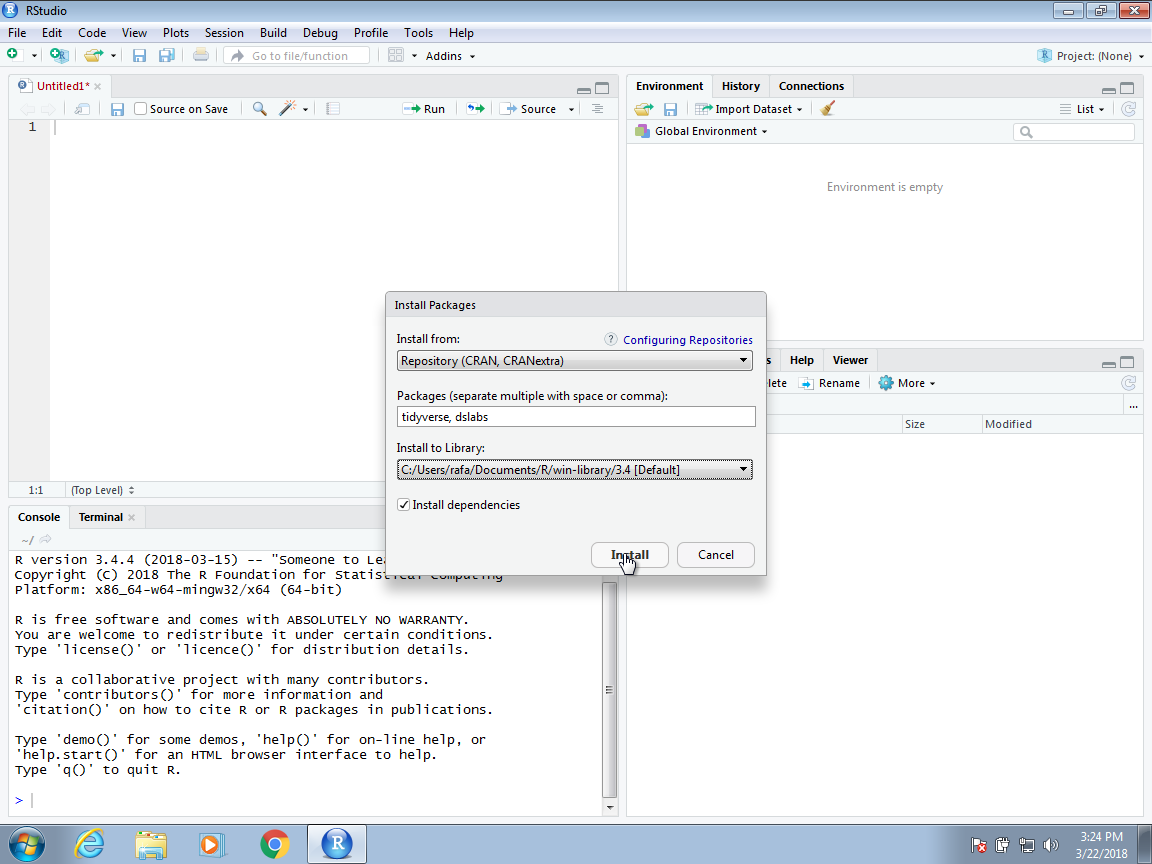 RStudio
File Edit Code View Plots Session Build Debug Profile Tools Help
Go to file/function Addins Project: (None)
Untitled1*
Source on Save Run Source
1
1:1 (Top Level)
Environment History Connections
Import Dataset List
Global Environment
Environment is empty
Install Packages
Install from: ? Configuring Repositories
Repository (CRAN, CRANextra)
Packages (separate multiple with space or comma):
tidyverse, dslabs
Install to Library:
C:/Users/rafa/Documents/R/win-library/3.4 [Default]
Install dependencies
Install Cancel
Help Viewer
Rename More
...
Size Modified
Console Terminal
~/
R version 3.4.4 (2018-03-15) -- "Someone to
Copyright (C) 2018 The R Foundation for Statistical Computing
Platform: x86_64-w64-mingw32/x64 (64-bit)
R is free software and comes with ABSOLUTELY NO WARRANTY.
You are welcome to redistribute it under certain conditions.
Type 'license()' or 'licence()' for distribution details.
R is a collaborative project with many contributors.
Type 'contributors()' for more information and
'citation()' on how to cite R or R packages in publications.
Type 'demo()' for some demos, 'help()' for on-line help, or
'help.start()' for an HTML browser interface to help.
Type 'q()' to quit R.
>
3:24 PM
3/22/2018